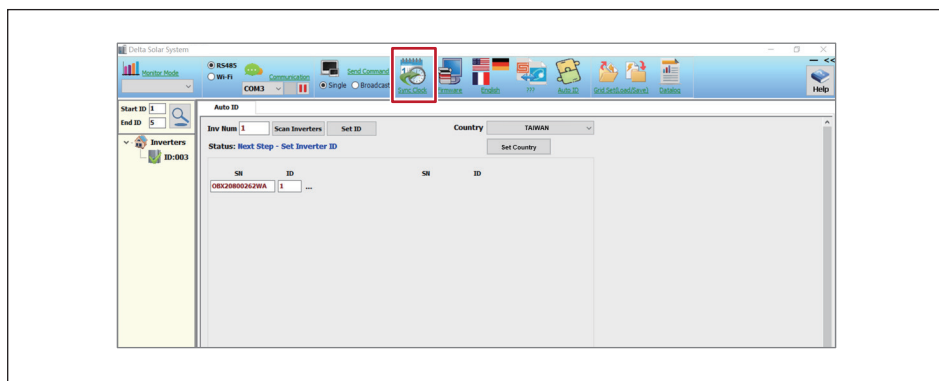 Delta Solar System
Monitor Mode
RS485
Wi-Fi
Communication
COM3
Send Command
Single
Broadcast
Sync Clock
Firmware
English
???
Auto ID
Grid Set(Load/Save)
Datalog
<<
Help
Start ID 1
End ID 5
Inverters
ID:003
Auto ID
Inv Num 1 Scan Inverters Set ID Country TAIWAN
Status: Next Step - Set Inverter ID Set Country
SN ID SN ID
O8X20800262WA 1 ...